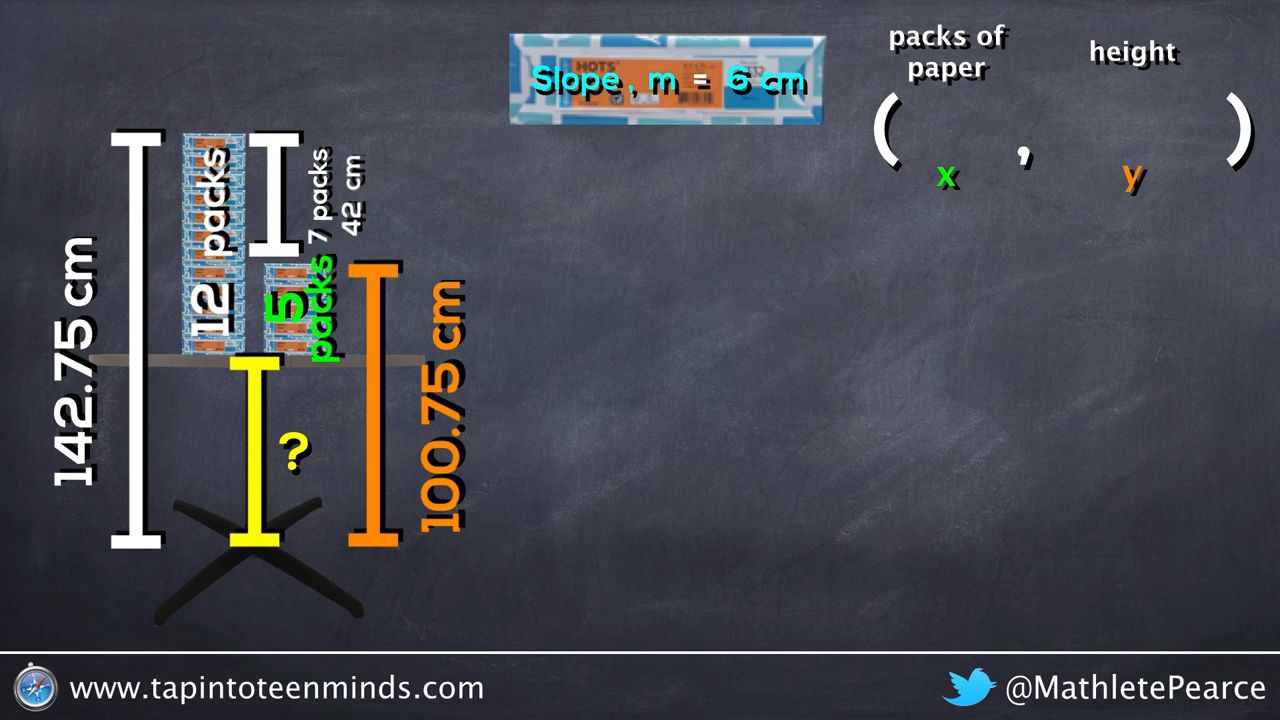 Slope, m = 6 cm
packs of
paper
height
( , )
x
y
142.75 cm
12 packs
7 packs
42 cm
5
packs
?
100.75 cm
HOTS
www.tapintoteenminds.com
@MathletePearce